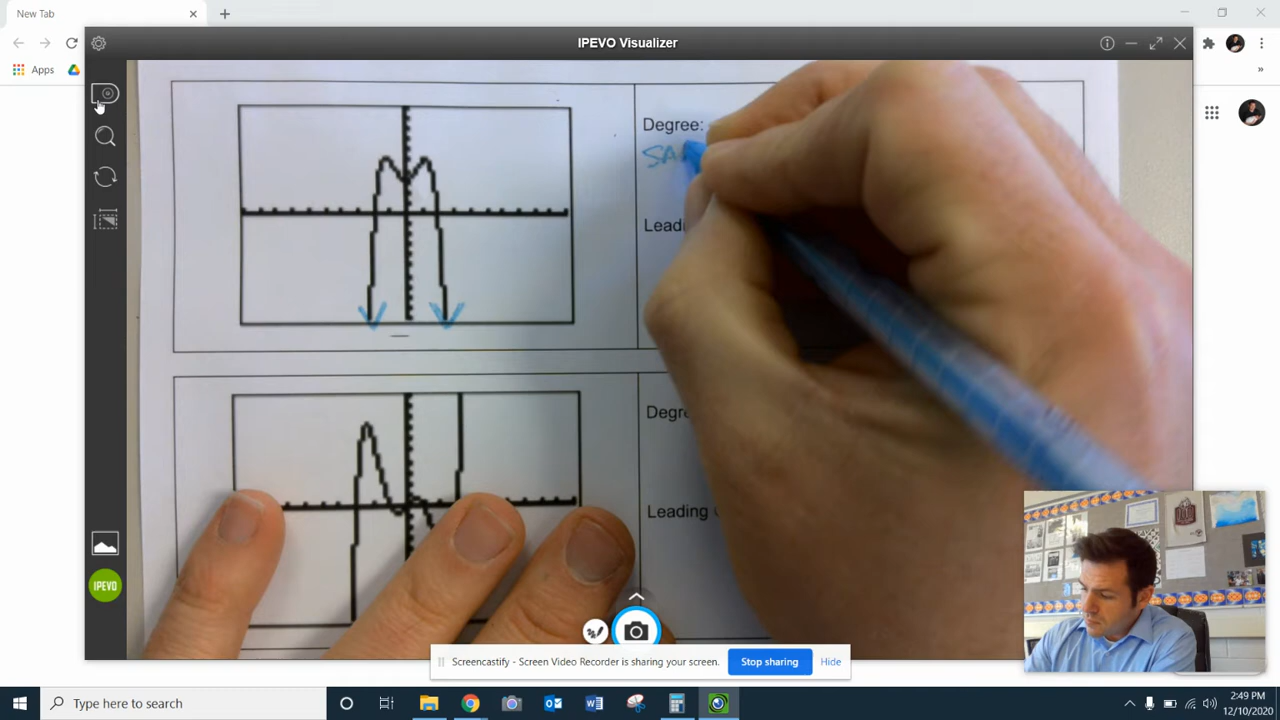 New Tab
IPEVO Visualizer
Apps
Degree:
SA
Leadi
Degre
Leading
IPEVO
Screencastify - Screen Video Recorder is sharing your screen.
Stop sharing
Hide
Type here to search
2:49 PM
12/10/2020